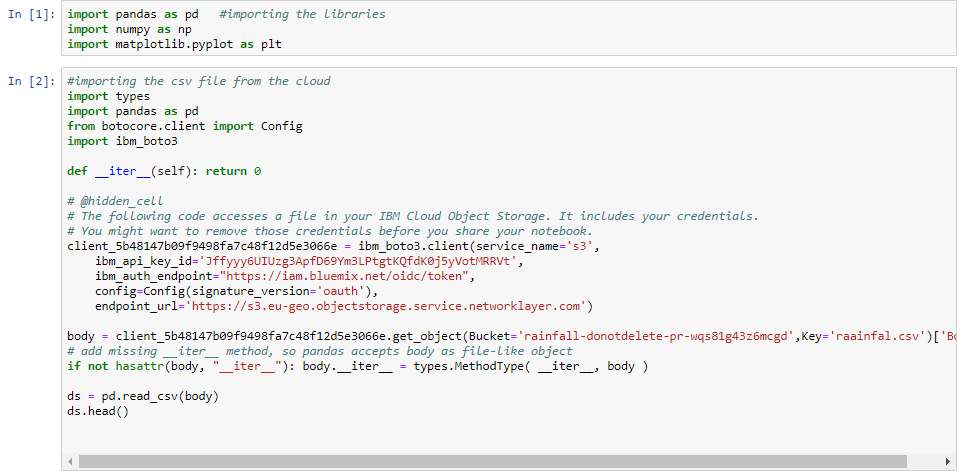 In [1]: import pandas as pd   #importing the libraries
import numpy as np
import matplotlib.pyplot as plt
In [2]: #importing the csv file from the cloud
import types
import pandas as pd
from botocore.client import Config
import ibm_boto3
def __iter__(self): return 0
# @hidden_cell
# The following code accesses a file in your IBM Cloud Object Storage. It includes your credentials.
# You might want to remove those credentials before you share your notebook.
client_5b48147b09f9498fa7c48f12d5e3066e = ibm_boto3.client(service_name='s3',
    ibm_api_key_id='Jffyyy6UIUzg3ApfD69Ym3LPtgtKQfdK0j5yVotMRRVt',
    ibm_auth_endpoint="https://iam.bluemix.net/oidc/token",
    config=Config(signature_version='oauth'),
    endpoint_url='https://s3.eu-geo.objectstorage.service.networklayer.com')
body = client_5b48147b09f9498fa7c48f12d5e3066e.get_object(Bucket='rainfall-donotdelete-pr-wqs81g43z6mcgd',Key='raainfal.csv')['Bo
# add missing __iter__ method, so pandas accepts body as file-like object
if not hasattr(body, "__iter__"): body.__iter__ = types.MethodType( __iter__, body )
ds = pd.read_csv(body)
ds.head()